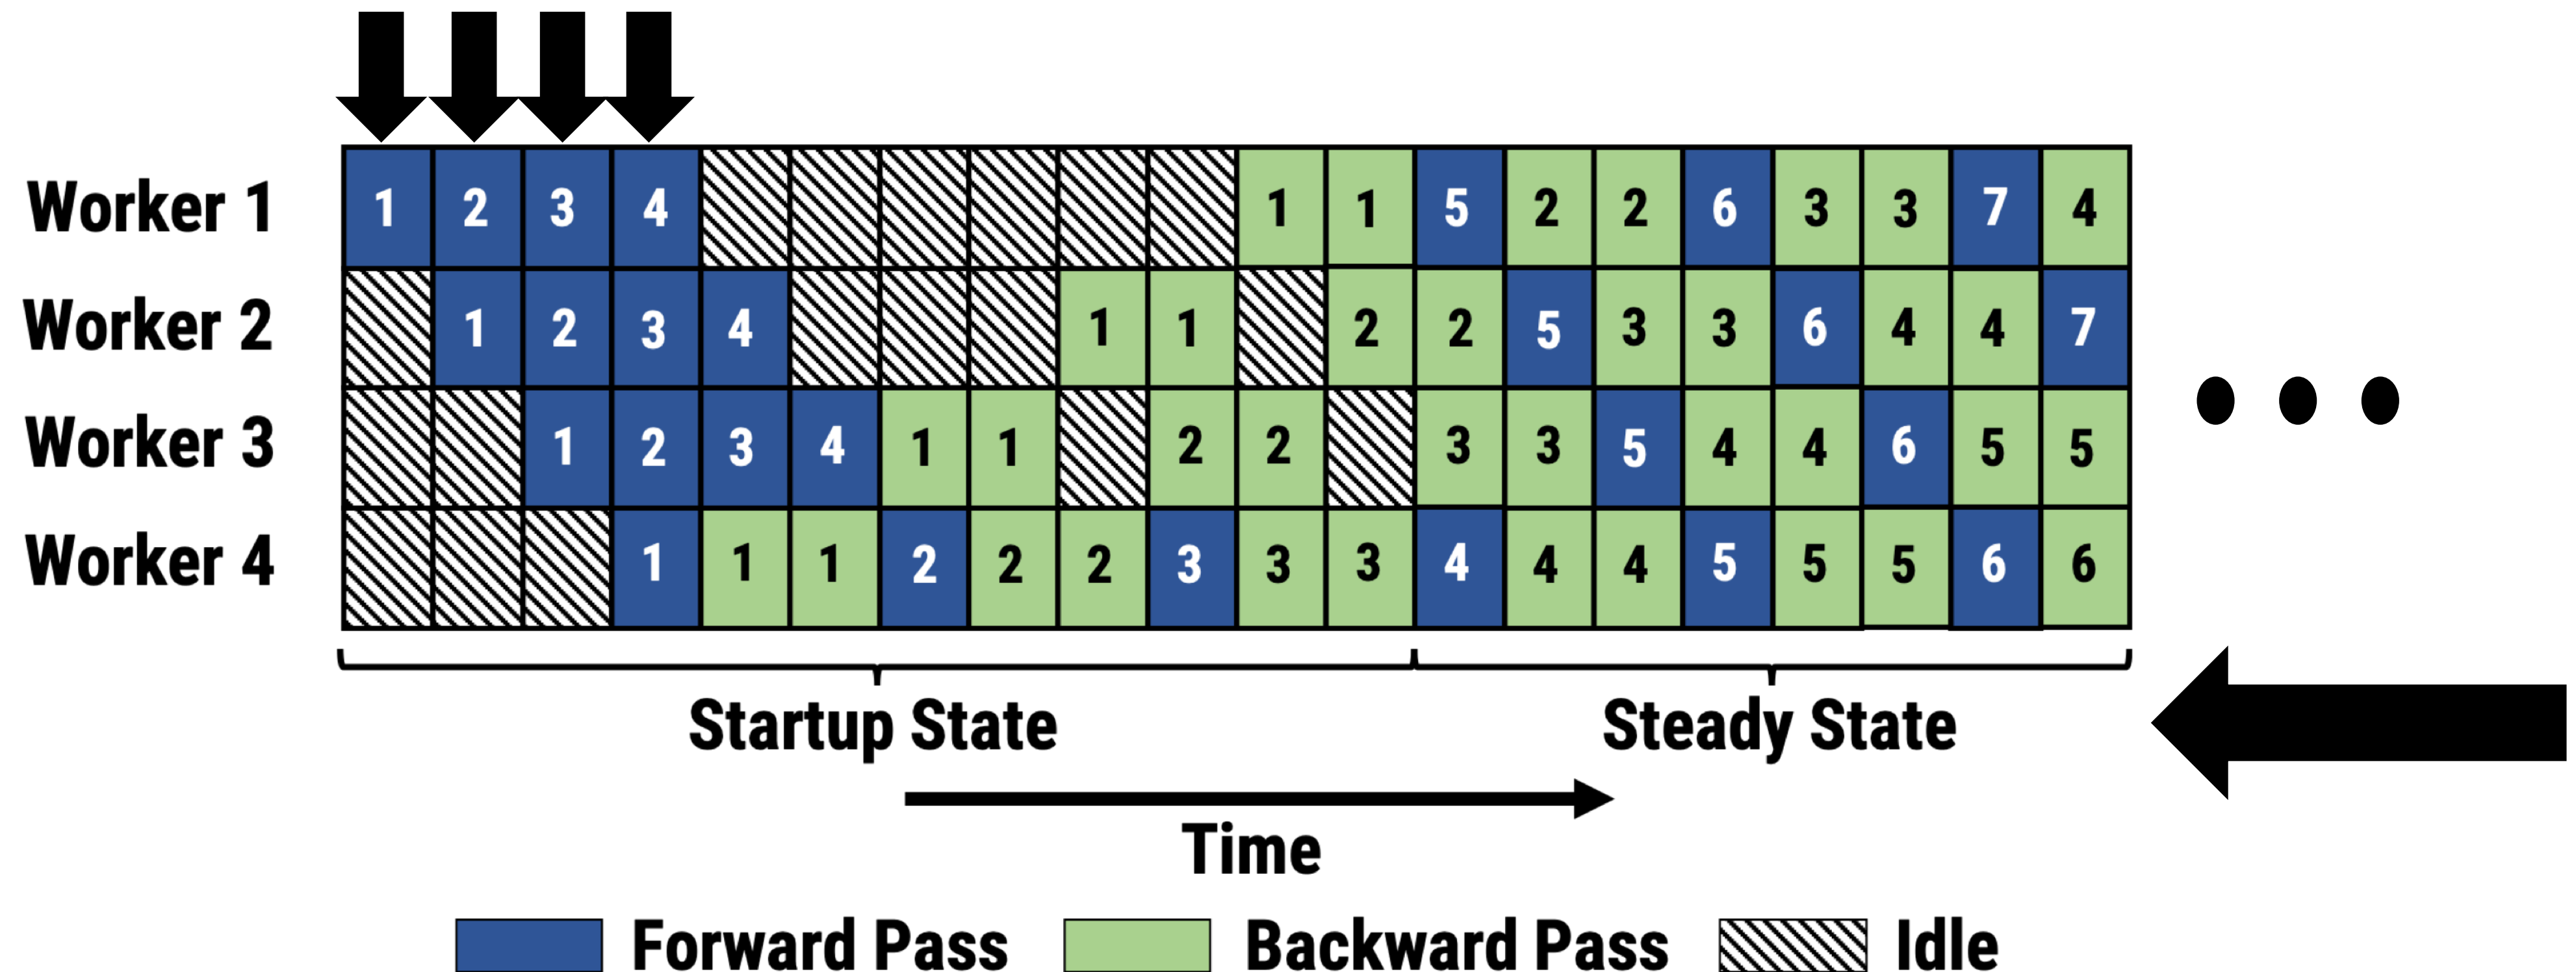 Worker 1 1 2 3 4 1 1 5 2 2 6 3 3 7 4
Worker 2 1 2 3 4 1 1 2 2 5 3 3 6 4 4 7
Worker 3 1 2 3 4 1 1 2 2 3 3 5 4 4 6 5 5
Worker 4 1 1 1 2 2 2 3 3 3 4 4 4 5 5 5 6 6
Startup State Steady State
Time
Forward Pass Backward Pass Idle